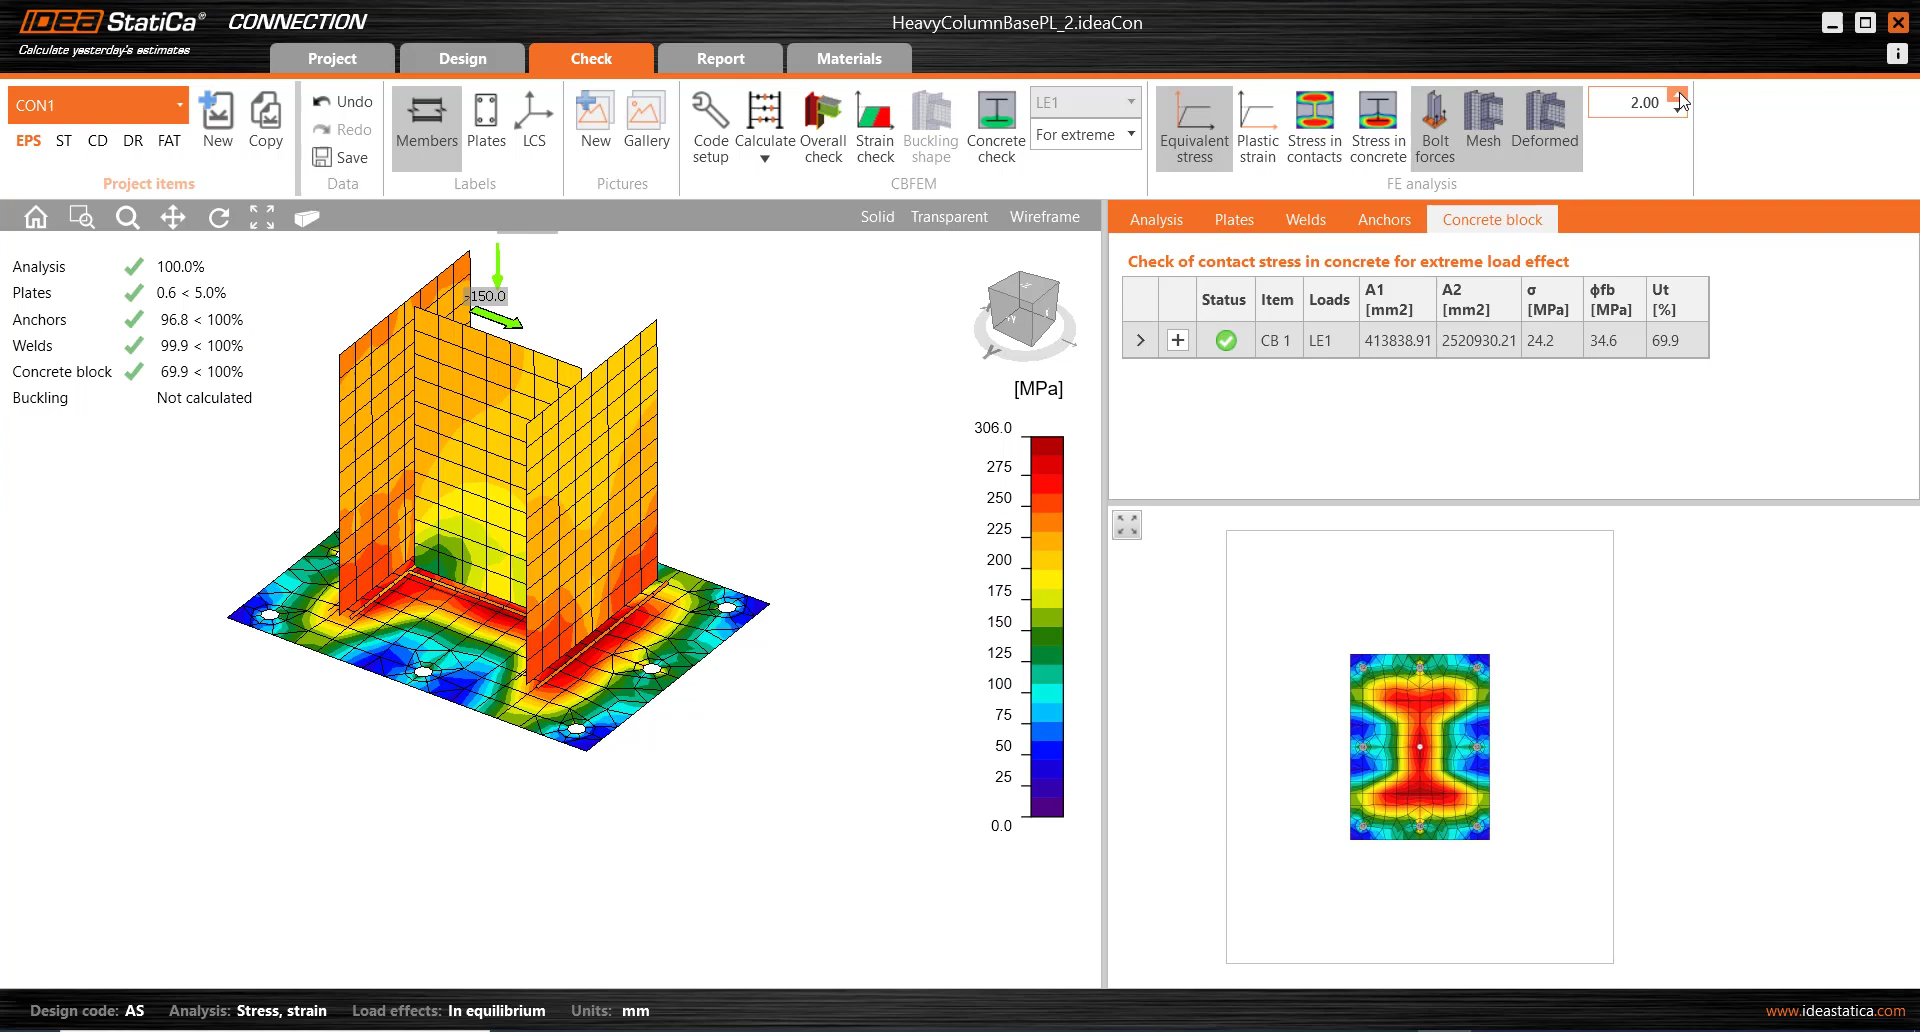 IDEA StatiCa® CONNECTION
Calculate yesterday's estimates
HeavyColumnBasePL_2.ideaCon
Project Design Check Report Materials
CON1
EPS ST CD DR FAT
New Copy
Project items
Undo
Redo
Save
Data
Members Plates LCS
Labels
New Gallery
Pictures
Code setup Calculate Overall check Strain check Buckling shape Concrete check
LE1
For extreme
CBFEM
Equivalent stress Plastic strain Stress in contacts Stress in concrete Bolt forces Mesh Deformed
2.00
FE analysis
Solid Transparent Wireframe
Analysis 100.0%
Plates 0.6 < 5.0%
Anchors 96.8 < 100%
Welds 99.9 < 100%
Concrete block 69.9 < 100%
Buckling Not calculated
-150.0
[MPa]
306.0
275
250
225
200
175
150
125
100
75
50
25
0.0
Analysis Plates Welds Anchors Concrete block
Check of contact stress in concrete for extreme load effect
Status Item Loads A1 [mm2] A2 [mm2] σ [MPa] ϕfb [MPa] Ut [%]
CB 1 LE1 413838.91 2520930.21 24.2 34.6 69.9
Design code: AS Analysis: Stress, strain Load effects: In equilibrium Units: mm
www.ideastatica.com